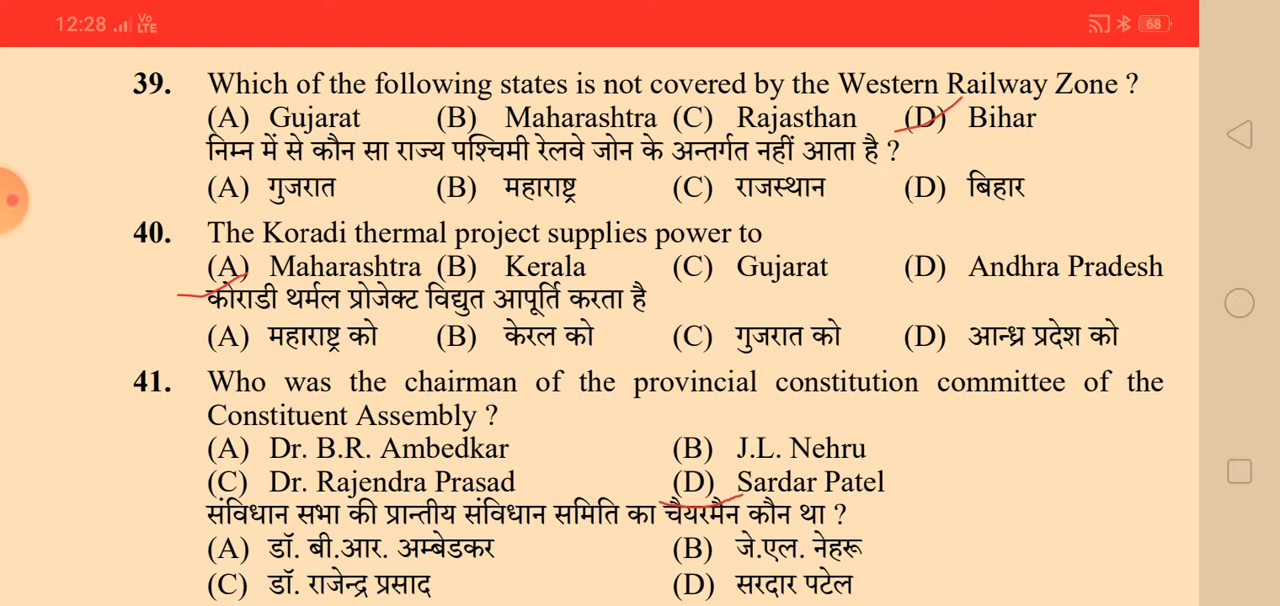 12:28 Vo LTE 68
39. Which of the following states is not covered by the Western Railway Zone ?
(A) Gujarat (B) Maharashtra (C) Rajasthan (D) Bihar
निम्न में से कौन सा राज्य पश्चिमी रेलवे जोन के अन्तर्गत नहीं आता है ?
(A) गुजरात (B) महाराष्ट्र (C) राजस्थान (D) बिहार
40. The Koradi thermal project supplies power to
(A) Maharashtra (B) Kerala (C) Gujarat (D) Andhra Pradesh
कोराडी थर्मल प्रोजेक्ट विद्युत आपूर्ति करता है
(A) महाराष्ट्र को (B) केरल को (C) गुजरात को (D) आन्ध्र प्रदेश को
41. Who was the chairman of the provincial constitution committee of the
Constituent Assembly ?
(A) Dr. B.R. Ambedkar (B) J.L. Nehru
(C) Dr. Rajendra Prasad (D) Sardar Patel
संविधान सभा की प्रान्तीय संविधान समिति का चैयरमैन कौन था ?
(A) डॉ. बी.आर. अम्बेडकर (B) जे.एल. नेहरू
(C) डॉ. राजेन्द्र प्रसाद (D) सरदार पटेल